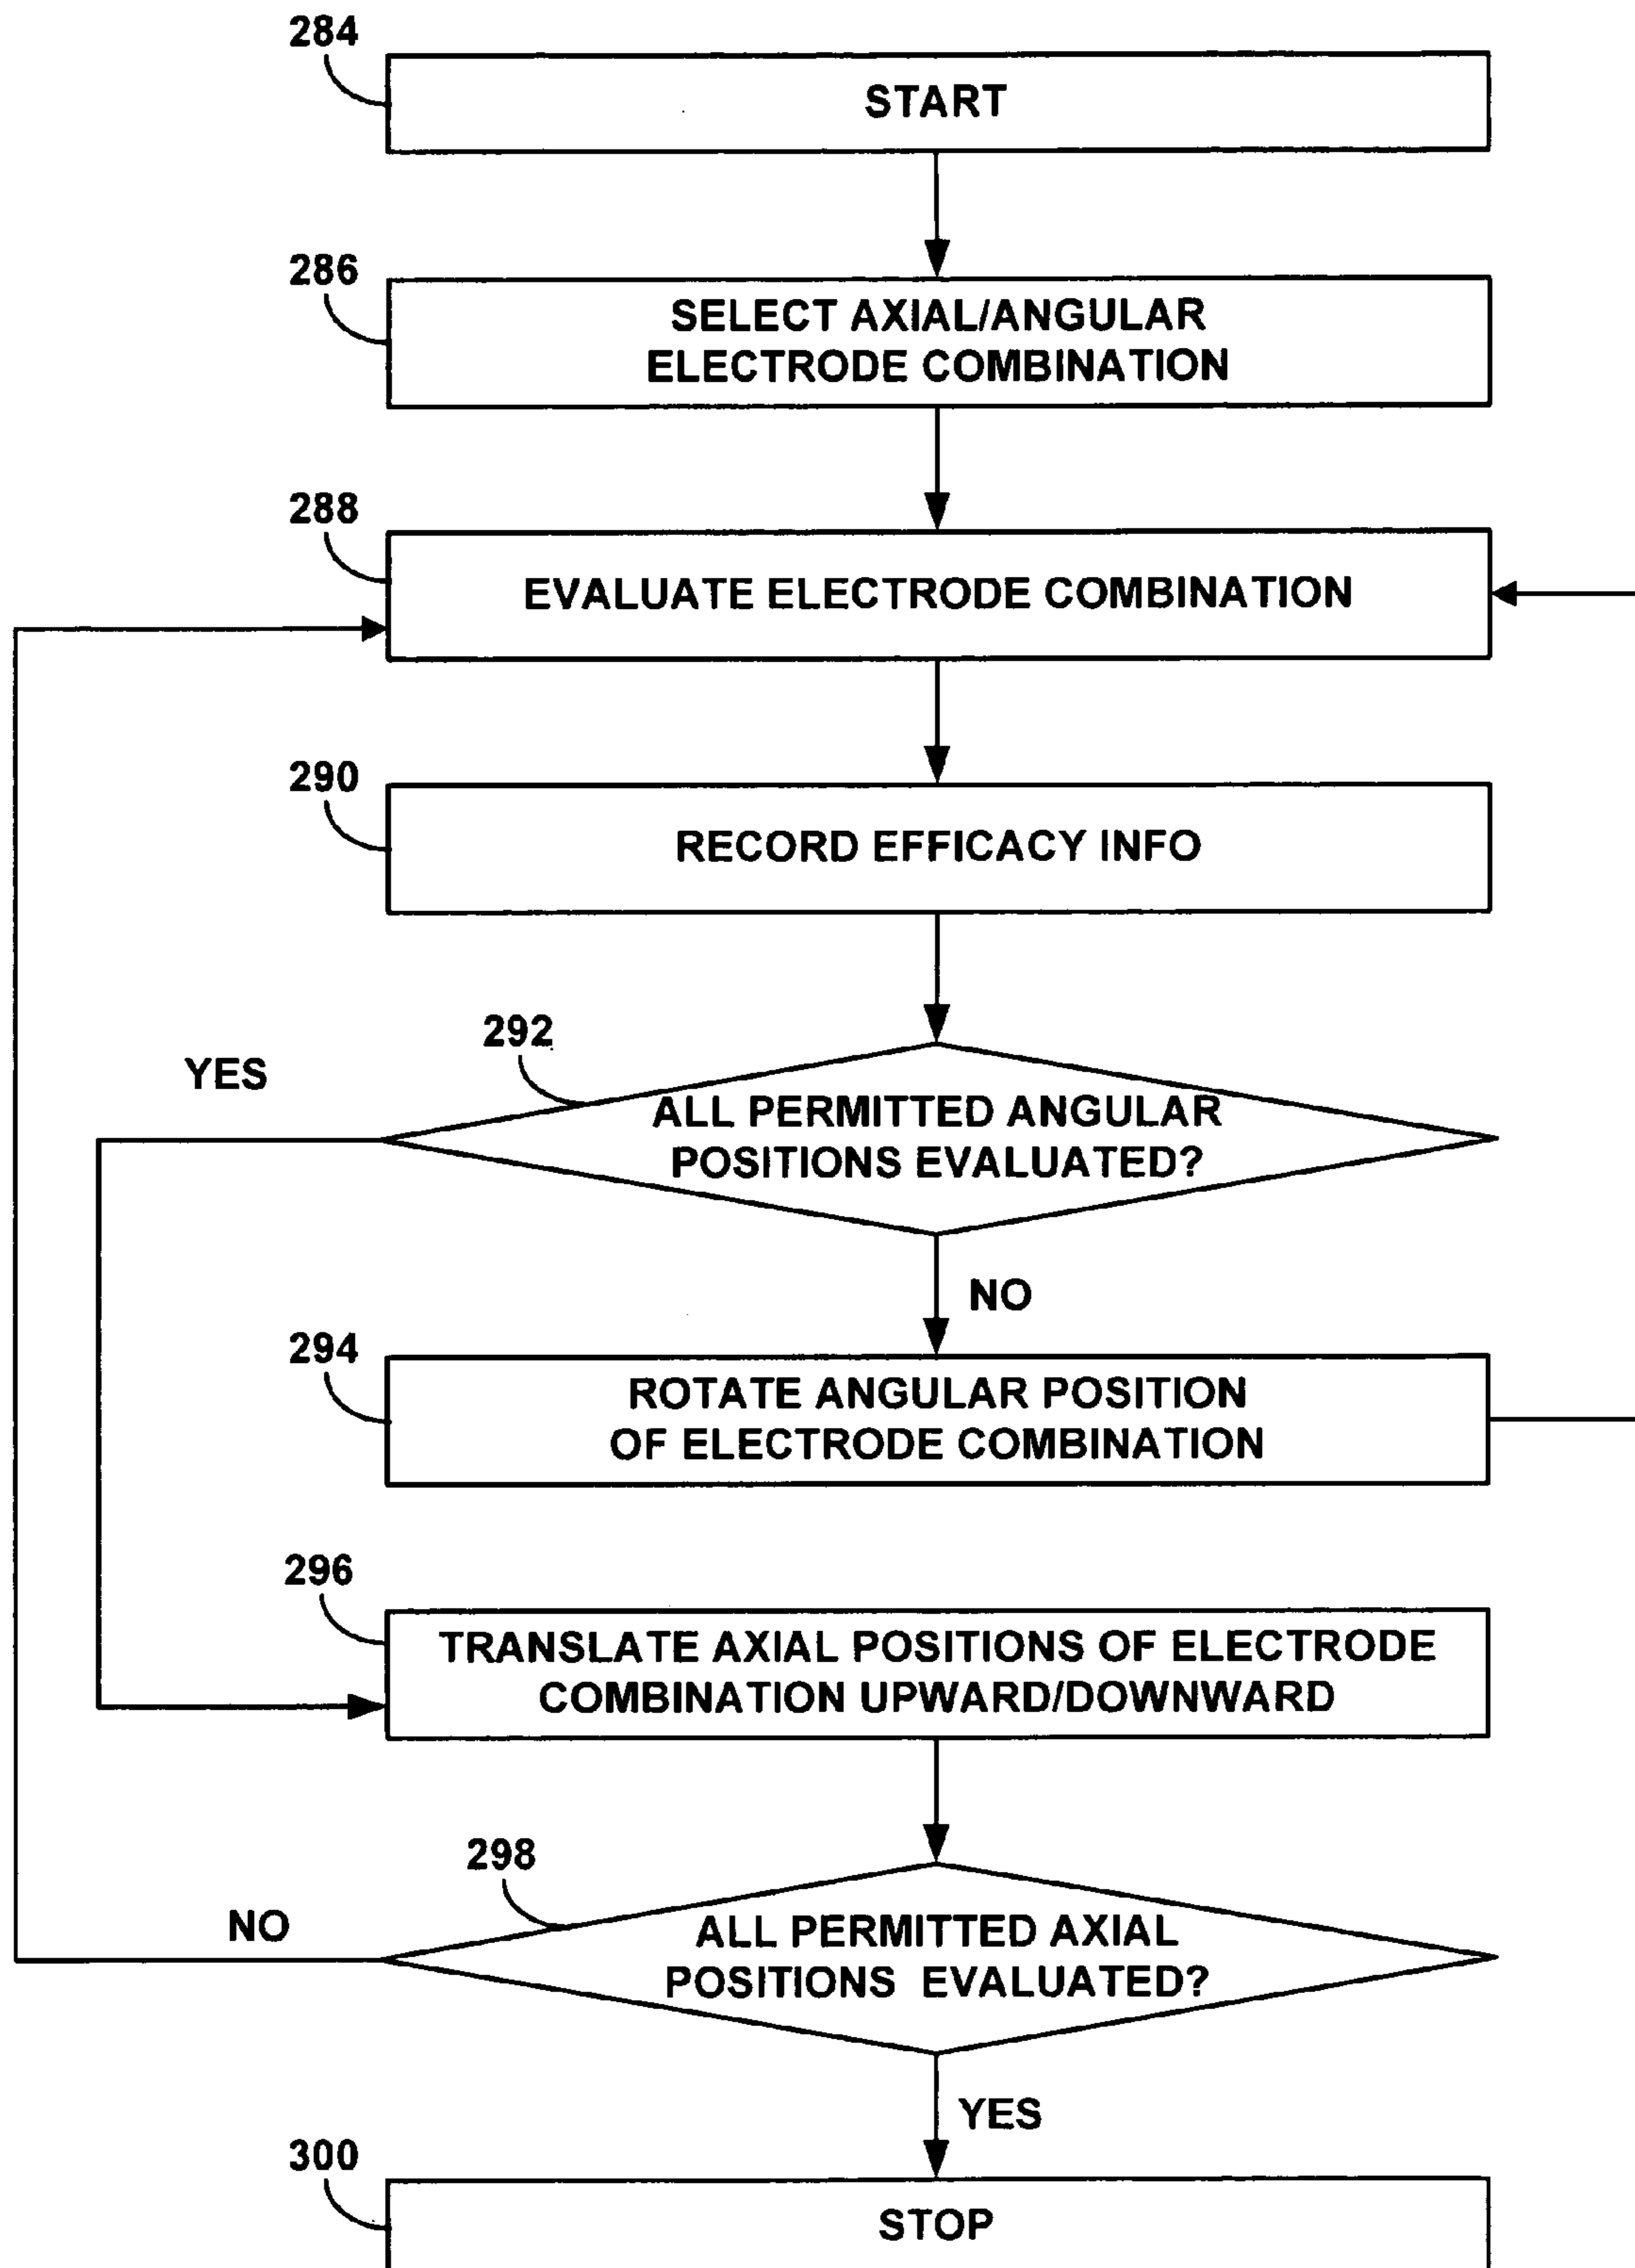 284
START
286
SELECT AXIAL/ANGULAR
ELECTRODE COMBINATION
288
EVALUATE ELECTRODE COMBINATION
290
RECORD EFFICACY INFO
292
YES
ALL PERMITTED ANGULAR
POSITIONS EVALUATED?
NO
294
ROTATE ANGULAR POSITION
OF ELECTRODE COMBINATION
296
TRANSLATE AXIAL POSITIONS OF ELECTRODE
COMBINATION UPWARD/DOWNWARD
298
NO
ALL PERMITTED AXIAL
POSITIONS EVALUATED?
YES
300
STOP